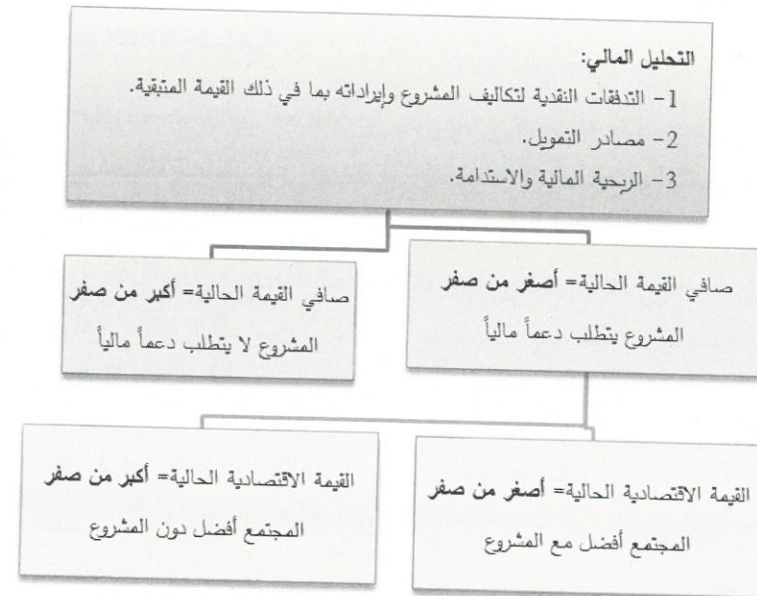 التحليل المالي:
1- التدفقات النقدية لتكاليف المشروع وإيراداته بما في ذلك القيمة المتبقية.
2- مصادر التمويل.
3- الربحية المالية والاستدامة.
صافي القيمة الحالية= أصغر من صفر
المشروع يتطلب دعماً مالياً
صافي القيمة الحالية= أكبر من صفر
المشروع لا يتطلب دعماً مالياً
القيمة الاقتصادية الحالية= أصغر من صفر
المجتمع أفضل مع المشروع
القيمة الاقتصادية الحالية= أكبر من صفر
المجتمع أفضل دون المشروع